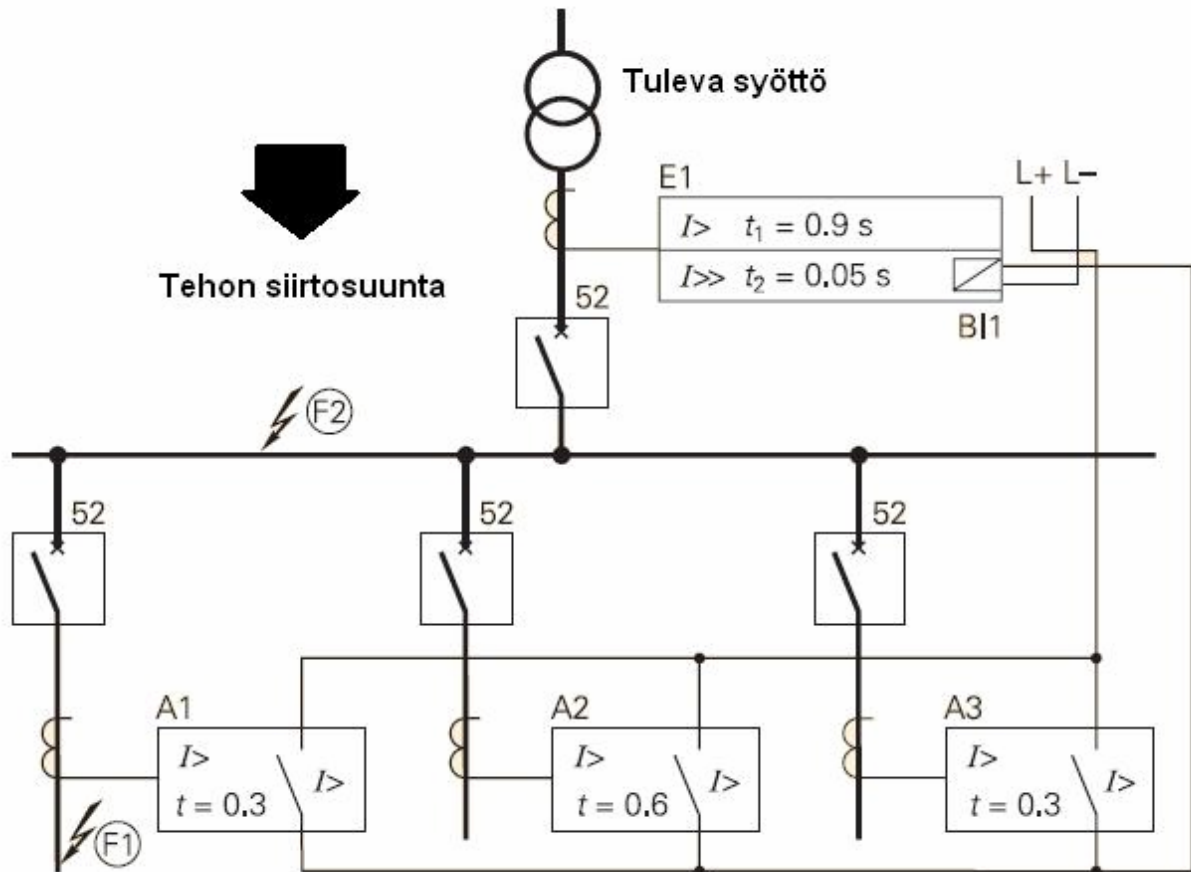 Tuleva syöttö
E1
L+ L−
I> t1 = 0.9 s
I>> t2 = 0.05 s
BI1
Tehon siirtosuunta
52
F2
52
52
52
A1
A2
A3
I>
I>
t = 0.3
I>
I>
t = 0.6
I>
I>
t = 0.3
F1